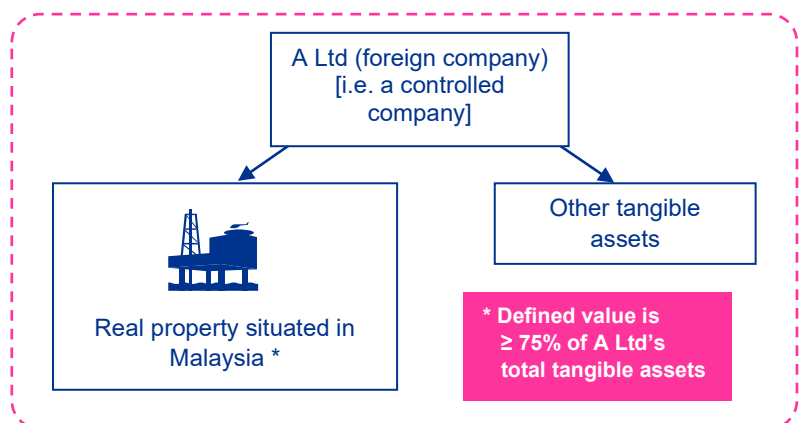 A Ltd (foreign company)
[i.e. a controlled
company]
Real property situated in
Malaysia *
Other tangible
assets
* Defined value is
≥ 75% of A Ltd’s
total tangible assets